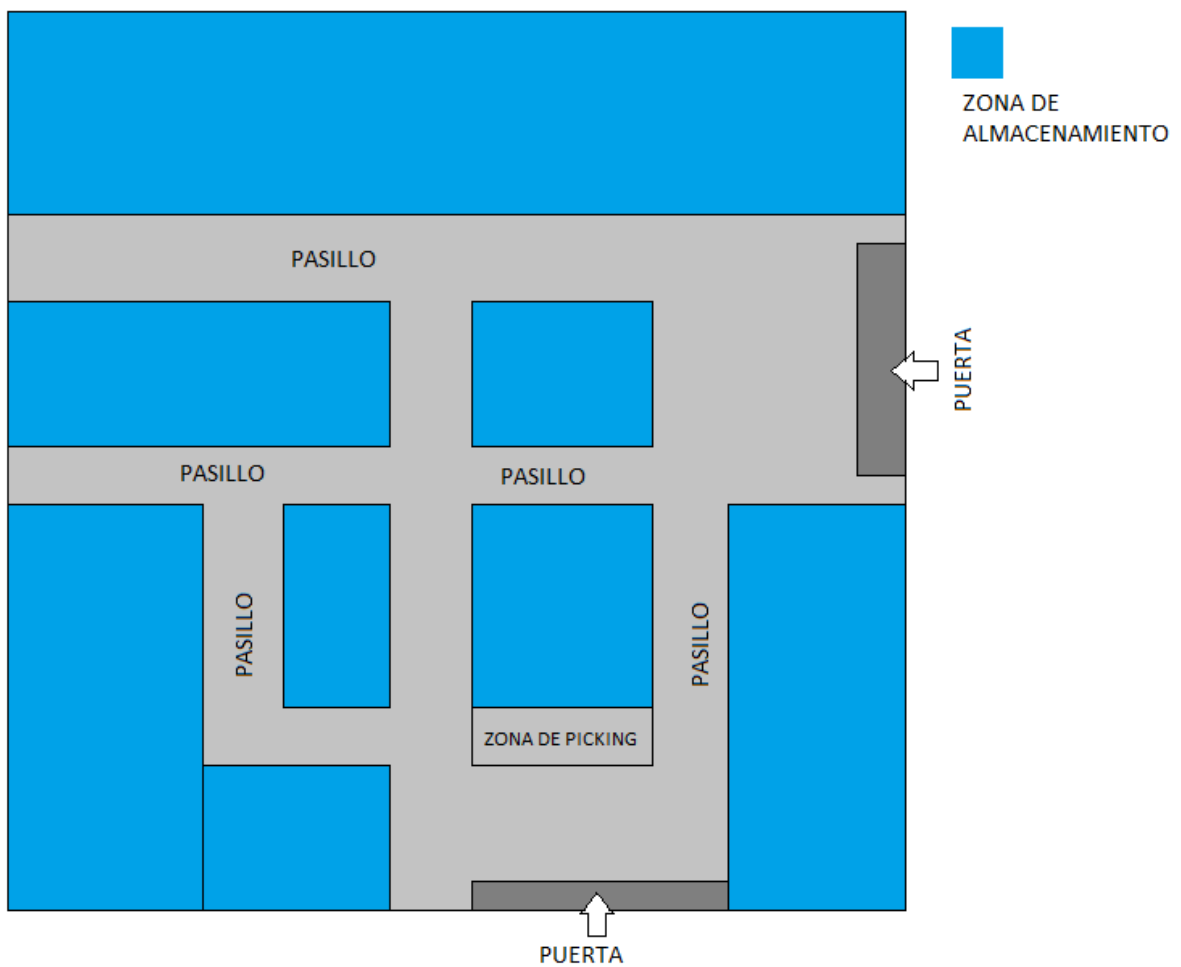 ZONA DE
ALMACENAMIENTO
PASILLO
PUERTA
PASILLO
PASILLO
PASILLO
PASILLO
ZONA DE PICKING
PUERTA